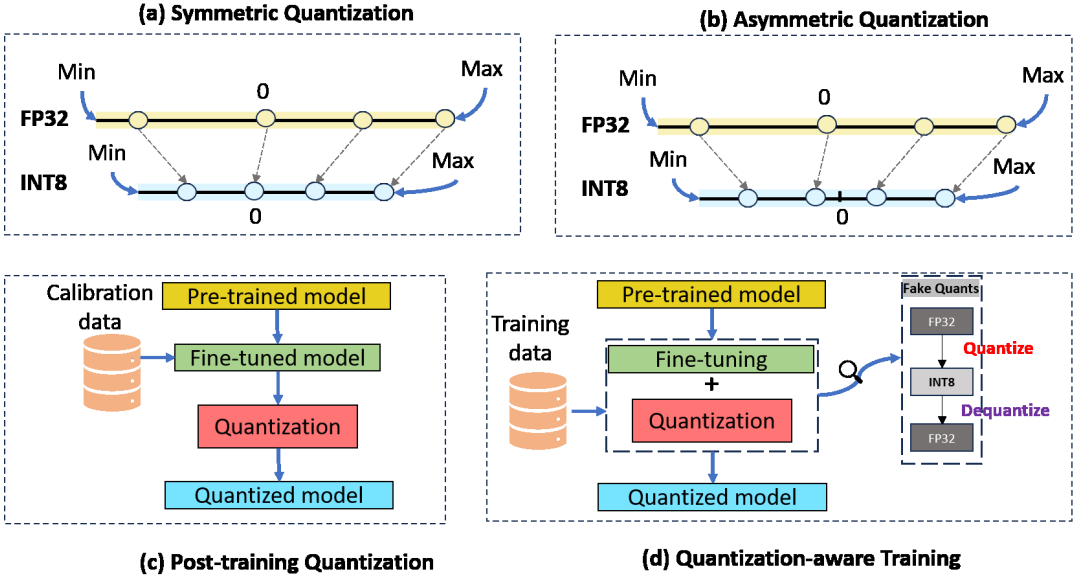 (a) Symmetric Quantization
Min
Max
0
FP32
Min
Max
INT8
0
(b) Asymmetric Quantization
Min
Max
0
FP32
Min
Max
INT8
0
Calibration
data
Pre-trained model
Fine-tuned model
Quantization
Quantized model
(c) Post-training Quantization
Training
data
Pre-trained model
Fine-tuning
+
Quantization
Quantized model
Fake Quants
FP32
Quantize
INT8
Dequantize
FP32
(d) Quantization-aware Training